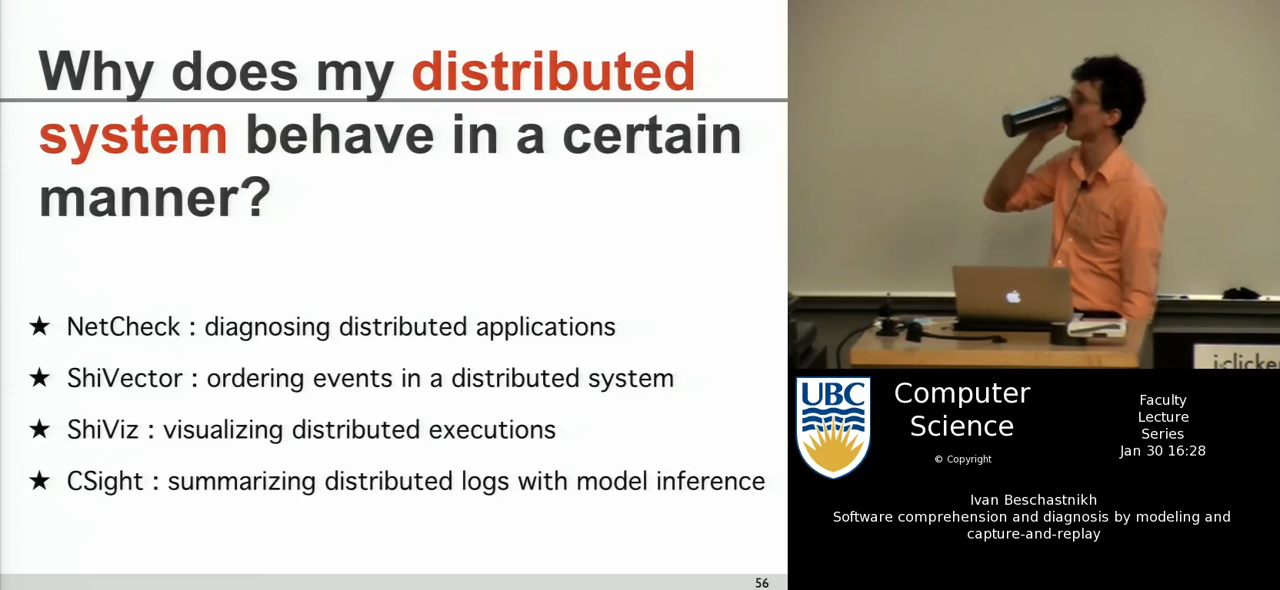 Why does my distributed
system behave in a certain
manner?
★ NetCheck : diagnosing distributed applications
★ ShiVector : ordering events in a distributed system
★ ShiViz : visualizing distributed executions
★ CSight : summarizing distributed logs with model inference
56
i>clicker
UBC
Computer
Science
© Copyright
Faculty
Lecture
Series
Jan 30 16:28
Ivan Beschastnikh
Software comprehension and diagnosis by modeling and
capture-and-replay